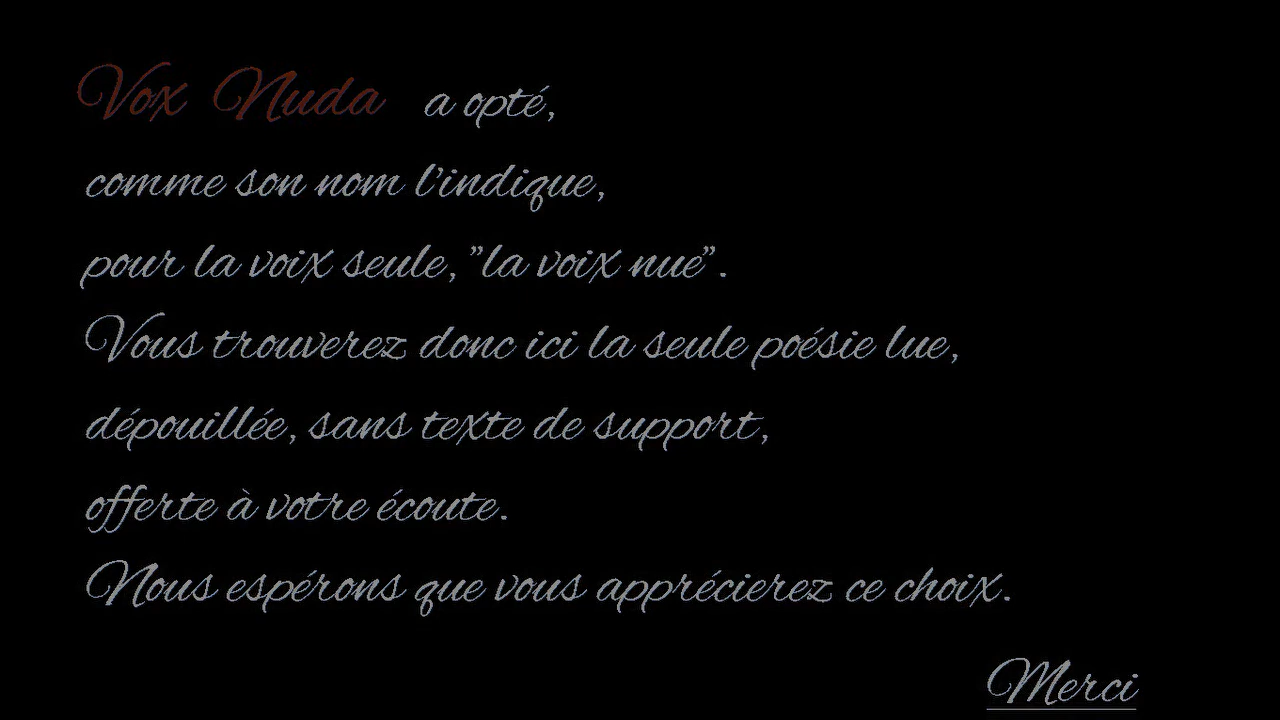 Vox Nuda a opté,
comme son nom l'indique,
pour la voix seule, "la voix nue".
Vous trouverez donc ici la seule poésie lue,
dépouillée, sans texte de support,
offerte à votre écoute.
Nous espérons que vous apprécierez ce choix.
Merci